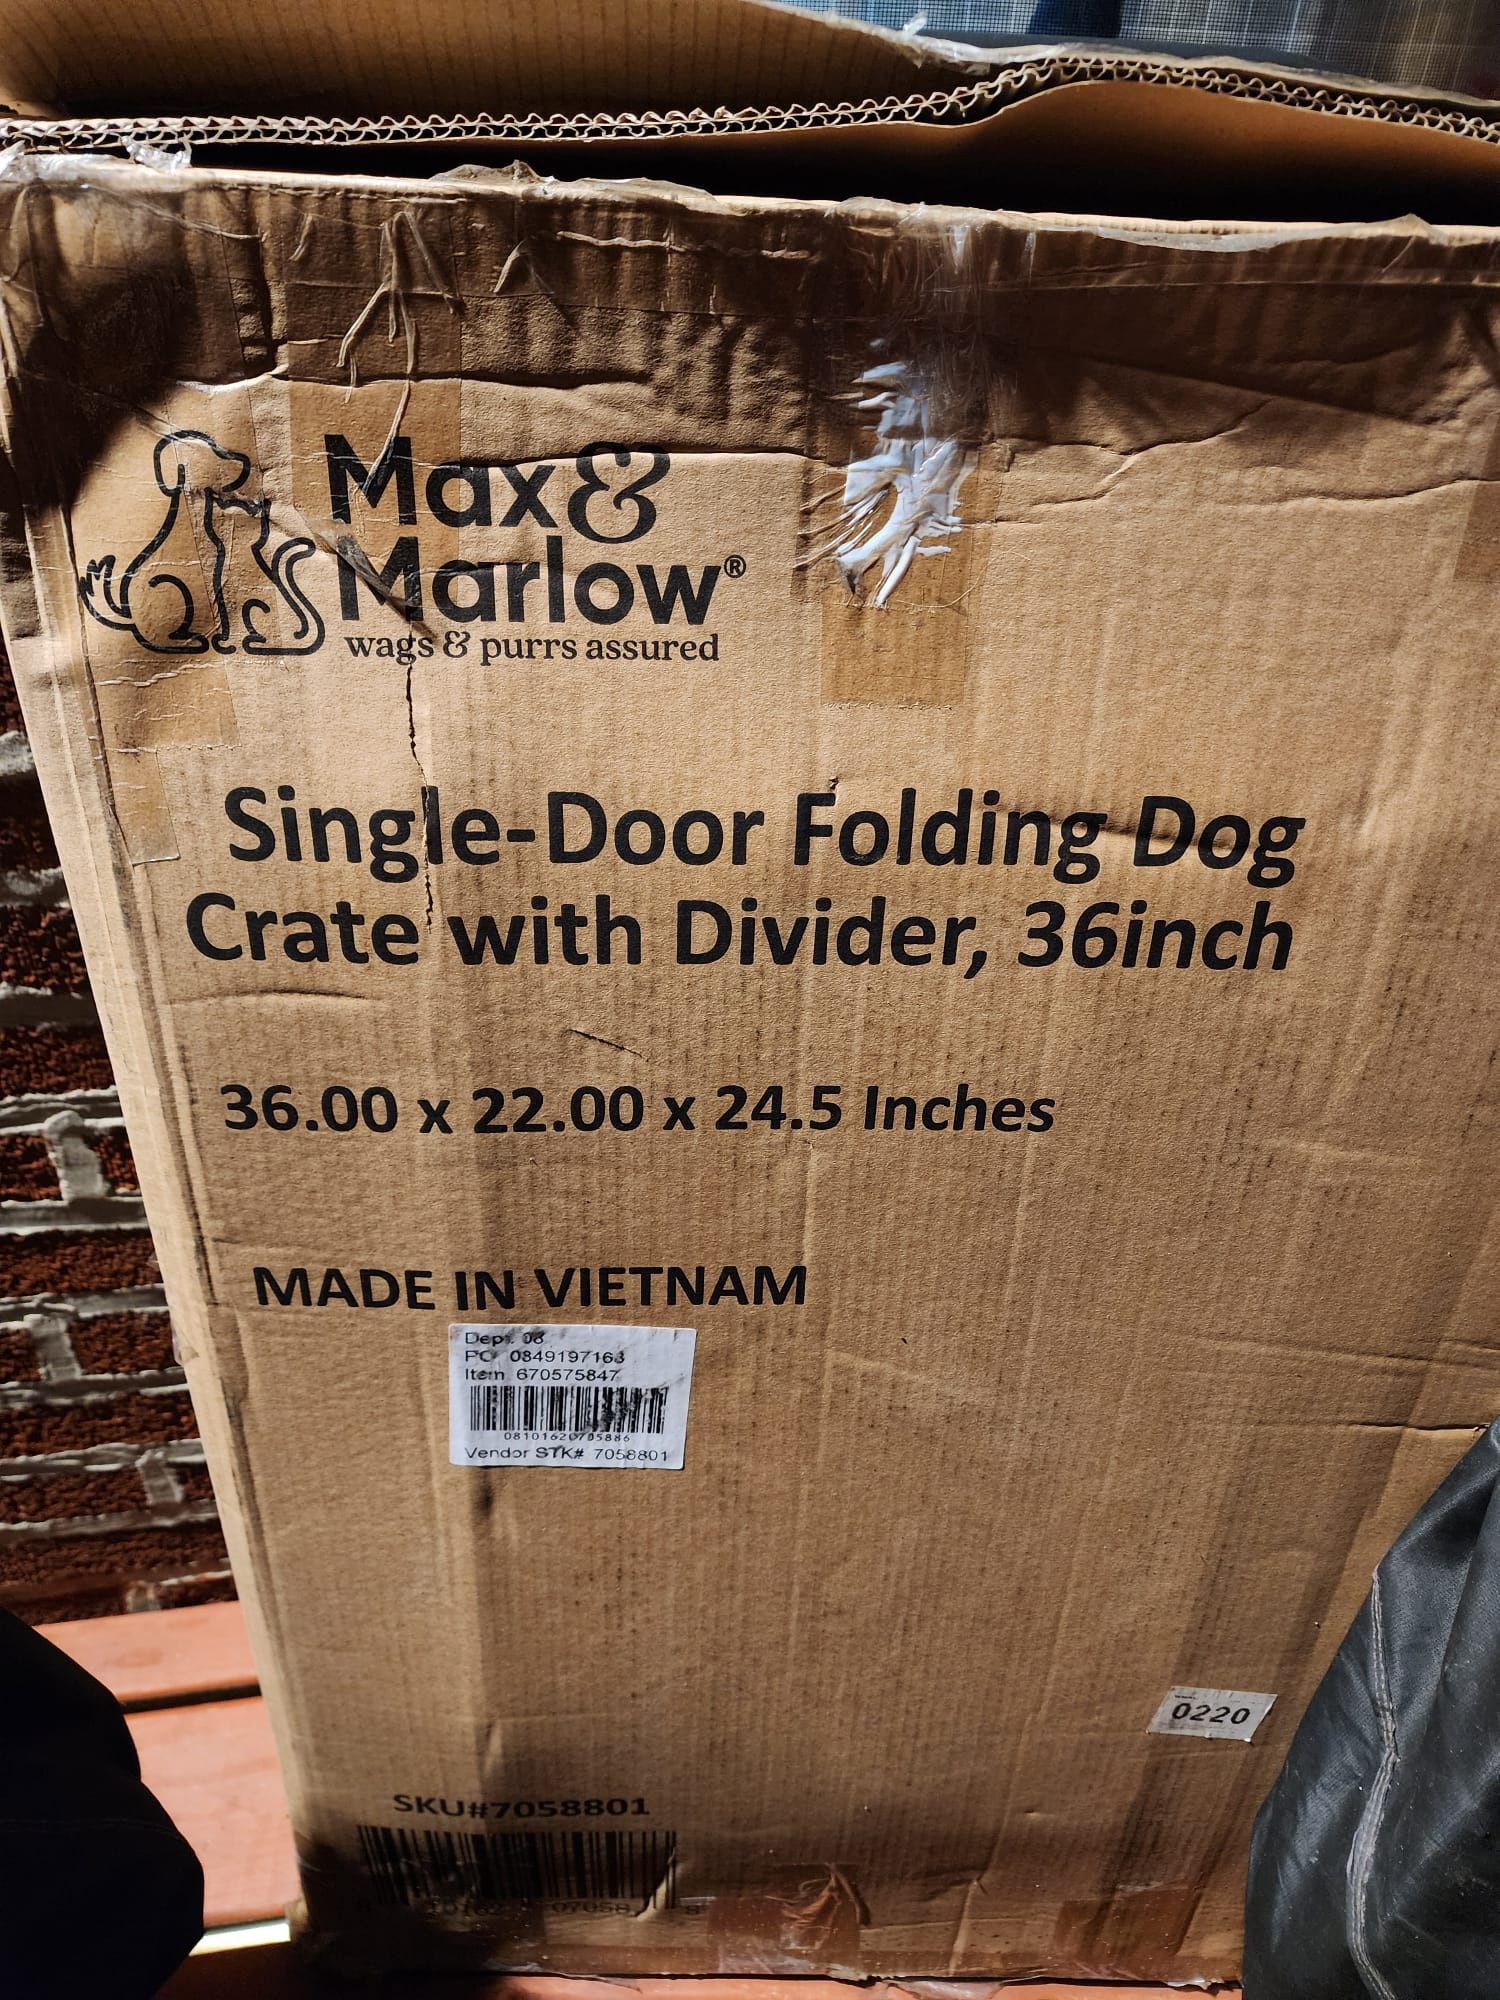 Max &
Marlow®
wags & purrs assured
Single-Door Folding Dog
Crate with Divider, 36inch
36.00 x 22.00 x 24.5 Inches
MADE IN VIETNAM
Dept. 08
PO 0849197163
Item 670575847
Vendor STK# 7058801
0220
SKU#7058801